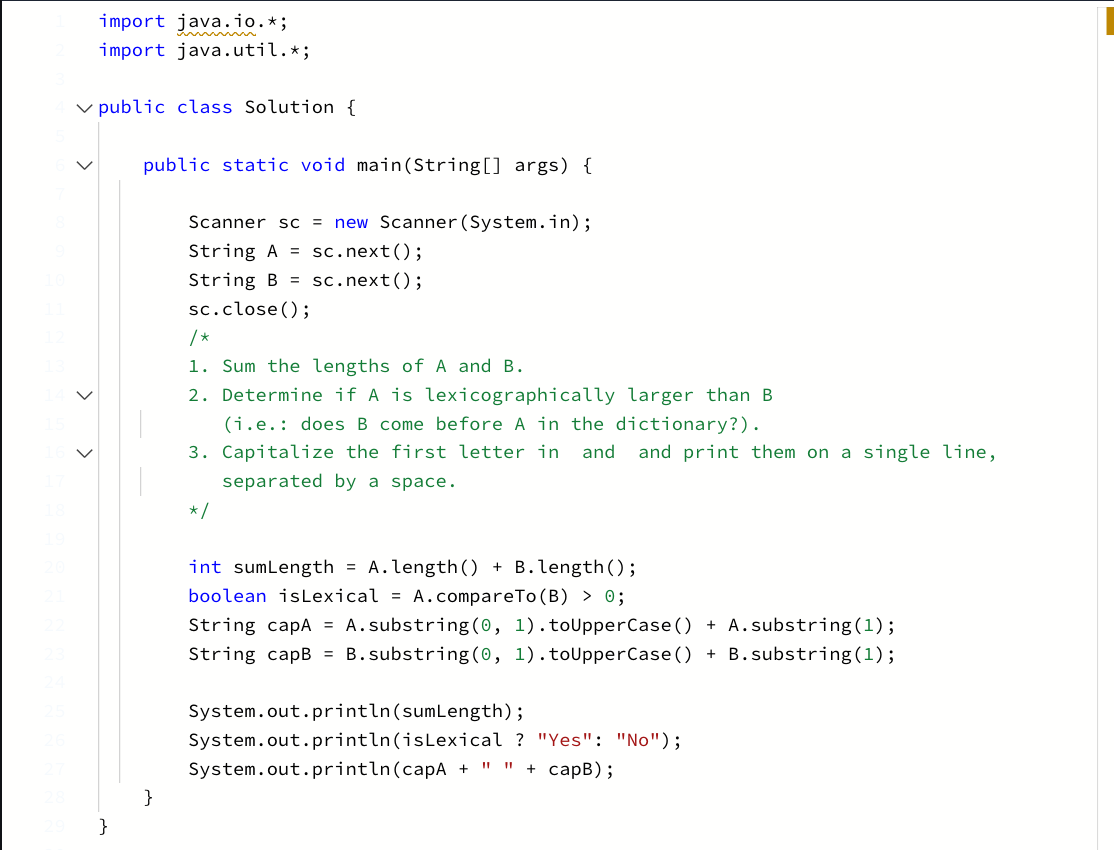 1 import java.io.*;
2 import java.util.*;
3
4 public class Solution {
5
6     public static void main(String[] args) {
7
8         Scanner sc = new Scanner(System.in);
9         String A = sc.next();
10         String B = sc.next();
11         sc.close();
12         /*
13         1. Sum the lengths of A and B.
14         2. Determine if A is lexicographically larger than B
15            (i.e.: does B come before A in the dictionary?).
16         3. Capitalize the first letter in  and  and print them on a single line,
17            separated by a space.
18         */
19
20         int sumLength = A.length() + B.length();
21         boolean isLexical = A.compareTo(B) > 0;
22         String capA = A.substring(0, 1).toUpperCase() + A.substring(1);
23         String capB = B.substring(0, 1).toUpperCase() + B.substring(1);
24
25         System.out.println(sumLength);
26         System.out.println(isLexical ? "Yes": "No");
27         System.out.println(capA + " " + capB);
28     }
29 }